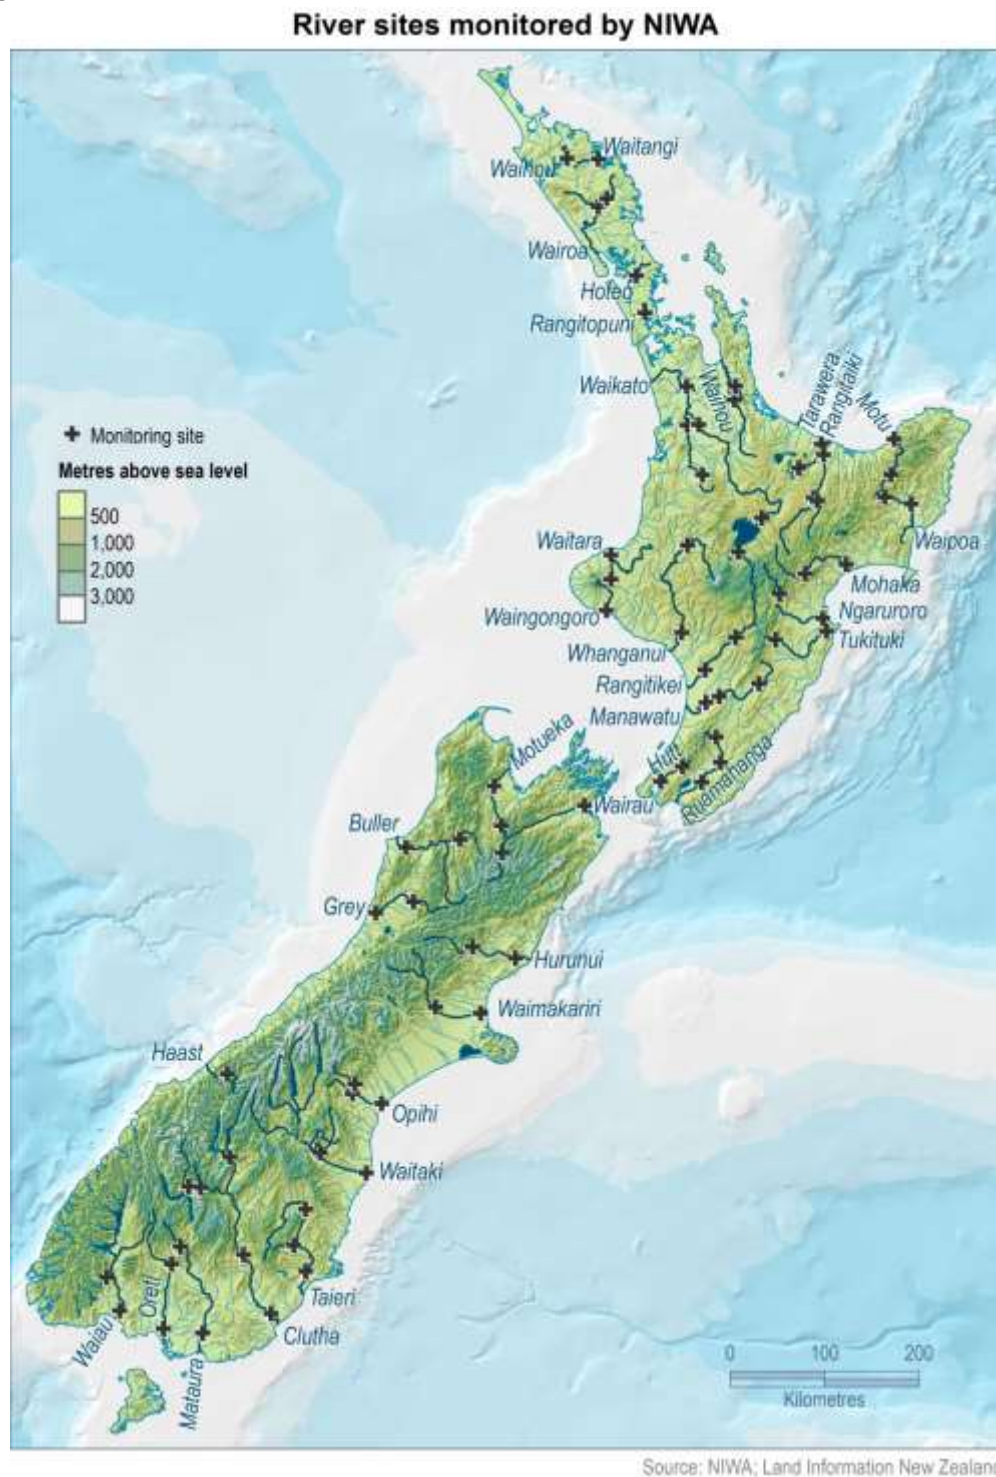 River sites monitored by NIWA
Waitangi
Waihou
Wairoa
Hoteo
Rangitopuni
Waikato
Waihou
Tarawera
Rangitaiki
Motu
Monitoring site
Metres above sea level
500
1,000
2,000
3,000
Waitara
Waipoa
Mohaka
Waingongoro
Ngaruroro
Tukituki
Whanganui
Rangitikei
Manawatu
Motueka
Hutt
Ruamahanga
Wairau
Buller
Grey
Hurunui
Waimakariri
Haast
Opihi
Waitaki
Taieri
Oreti
Waiau
Clutha
Mataura
0 100 200
Kilometres
Source: NIWA; Land Information New Zealand